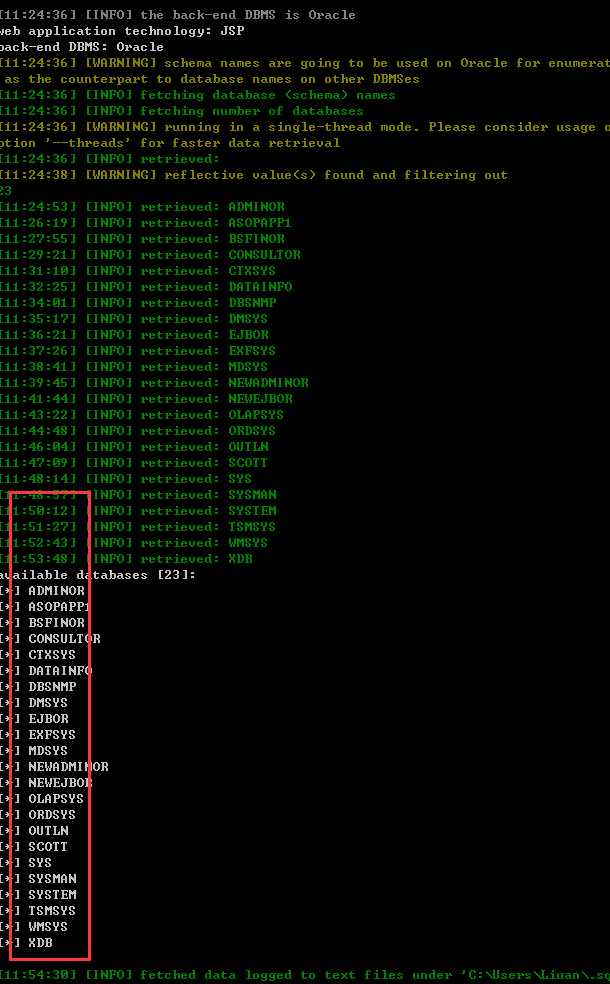 [11:24:36] [INFO] the back-end DBMS is Oracle
web application technology: JSP
back-end DBMS: Oracle
[11:24:36] [WARNING] schema names are going to be used on Oracle for enumerat
as the counterpart to database names on other DBMSes
[11:24:36] [INFO] fetching database (schema) names
[11:24:36] [INFO] fetching number of databases
[11:24:36] [WARNING] running in a single-thread mode. Please consider usage o
ption '--threads' for faster data retrieval
[11:24:36] [INFO] retrieved:
[11:24:38] [WARNING] reflective value(s) found and filtering out
23
[11:24:53] [INFO] retrieved: ADMINOR
[11:26:19] [INFO] retrieved: ASOPAPP1
[11:27:55] [INFO] retrieved: BSFINOR
[11:29:21] [INFO] retrieved: CONSULTOR
[11:31:10] [INFO] retrieved: CTXSYS
[11:32:25] [INFO] retrieved: DATAINFO
[11:34:01] [INFO] retrieved: DBSNMP
[11:35:17] [INFO] retrieved: DMSYS
[11:36:21] [INFO] retrieved: EJBOR
[11:37:26] [INFO] retrieved: EXFSYS
[11:38:41] [INFO] retrieved: MDSYS
[11:39:45] [INFO] retrieved: NEWADMINOR
[11:41:44] [INFO] retrieved: NEWEJBOR
[11:43:22] [INFO] retrieved: OLAPSYS
[11:44:48] [INFO] retrieved: ORDSYS
[11:46:04] [INFO] retrieved: OUTLN
[11:47:09] [INFO] retrieved: SCOTT
[11:48:14] [INFO] retrieved: SYS
[11:48:57] [INFO] retrieved: SYSMAN
[11:50:12] [INFO] retrieved: SYSTEM
[11:51:27] [INFO] retrieved: TSMSYS
[11:52:43] [INFO] retrieved: WMSYS
[11:53:48] [INFO] retrieved: XDB
available databases [23]:
[*] ADMINOR
[*] ASOPAPP1
[*] BSFINOR
[*] CONSULTOR
[*] CTXSYS
[*] DATAINFO
[*] DBSNMP
[*] DMSYS
[*] EJBOR
[*] EXFSYS
[*] MDSYS
[*] NEWADMINOR
[*] NEWEJBOR
[*] OLAPSYS
[*] ORDSYS
[*] OUTLN
[*] SCOTT
[*] SYS
[*] SYSMAN
[*] SYSTEM
[*] TSMSYS
[*] WMSYS
[*] XDB
[11:54:30] [INFO] fetched data logged to text files under 'C:\Users\Liuan\.sq